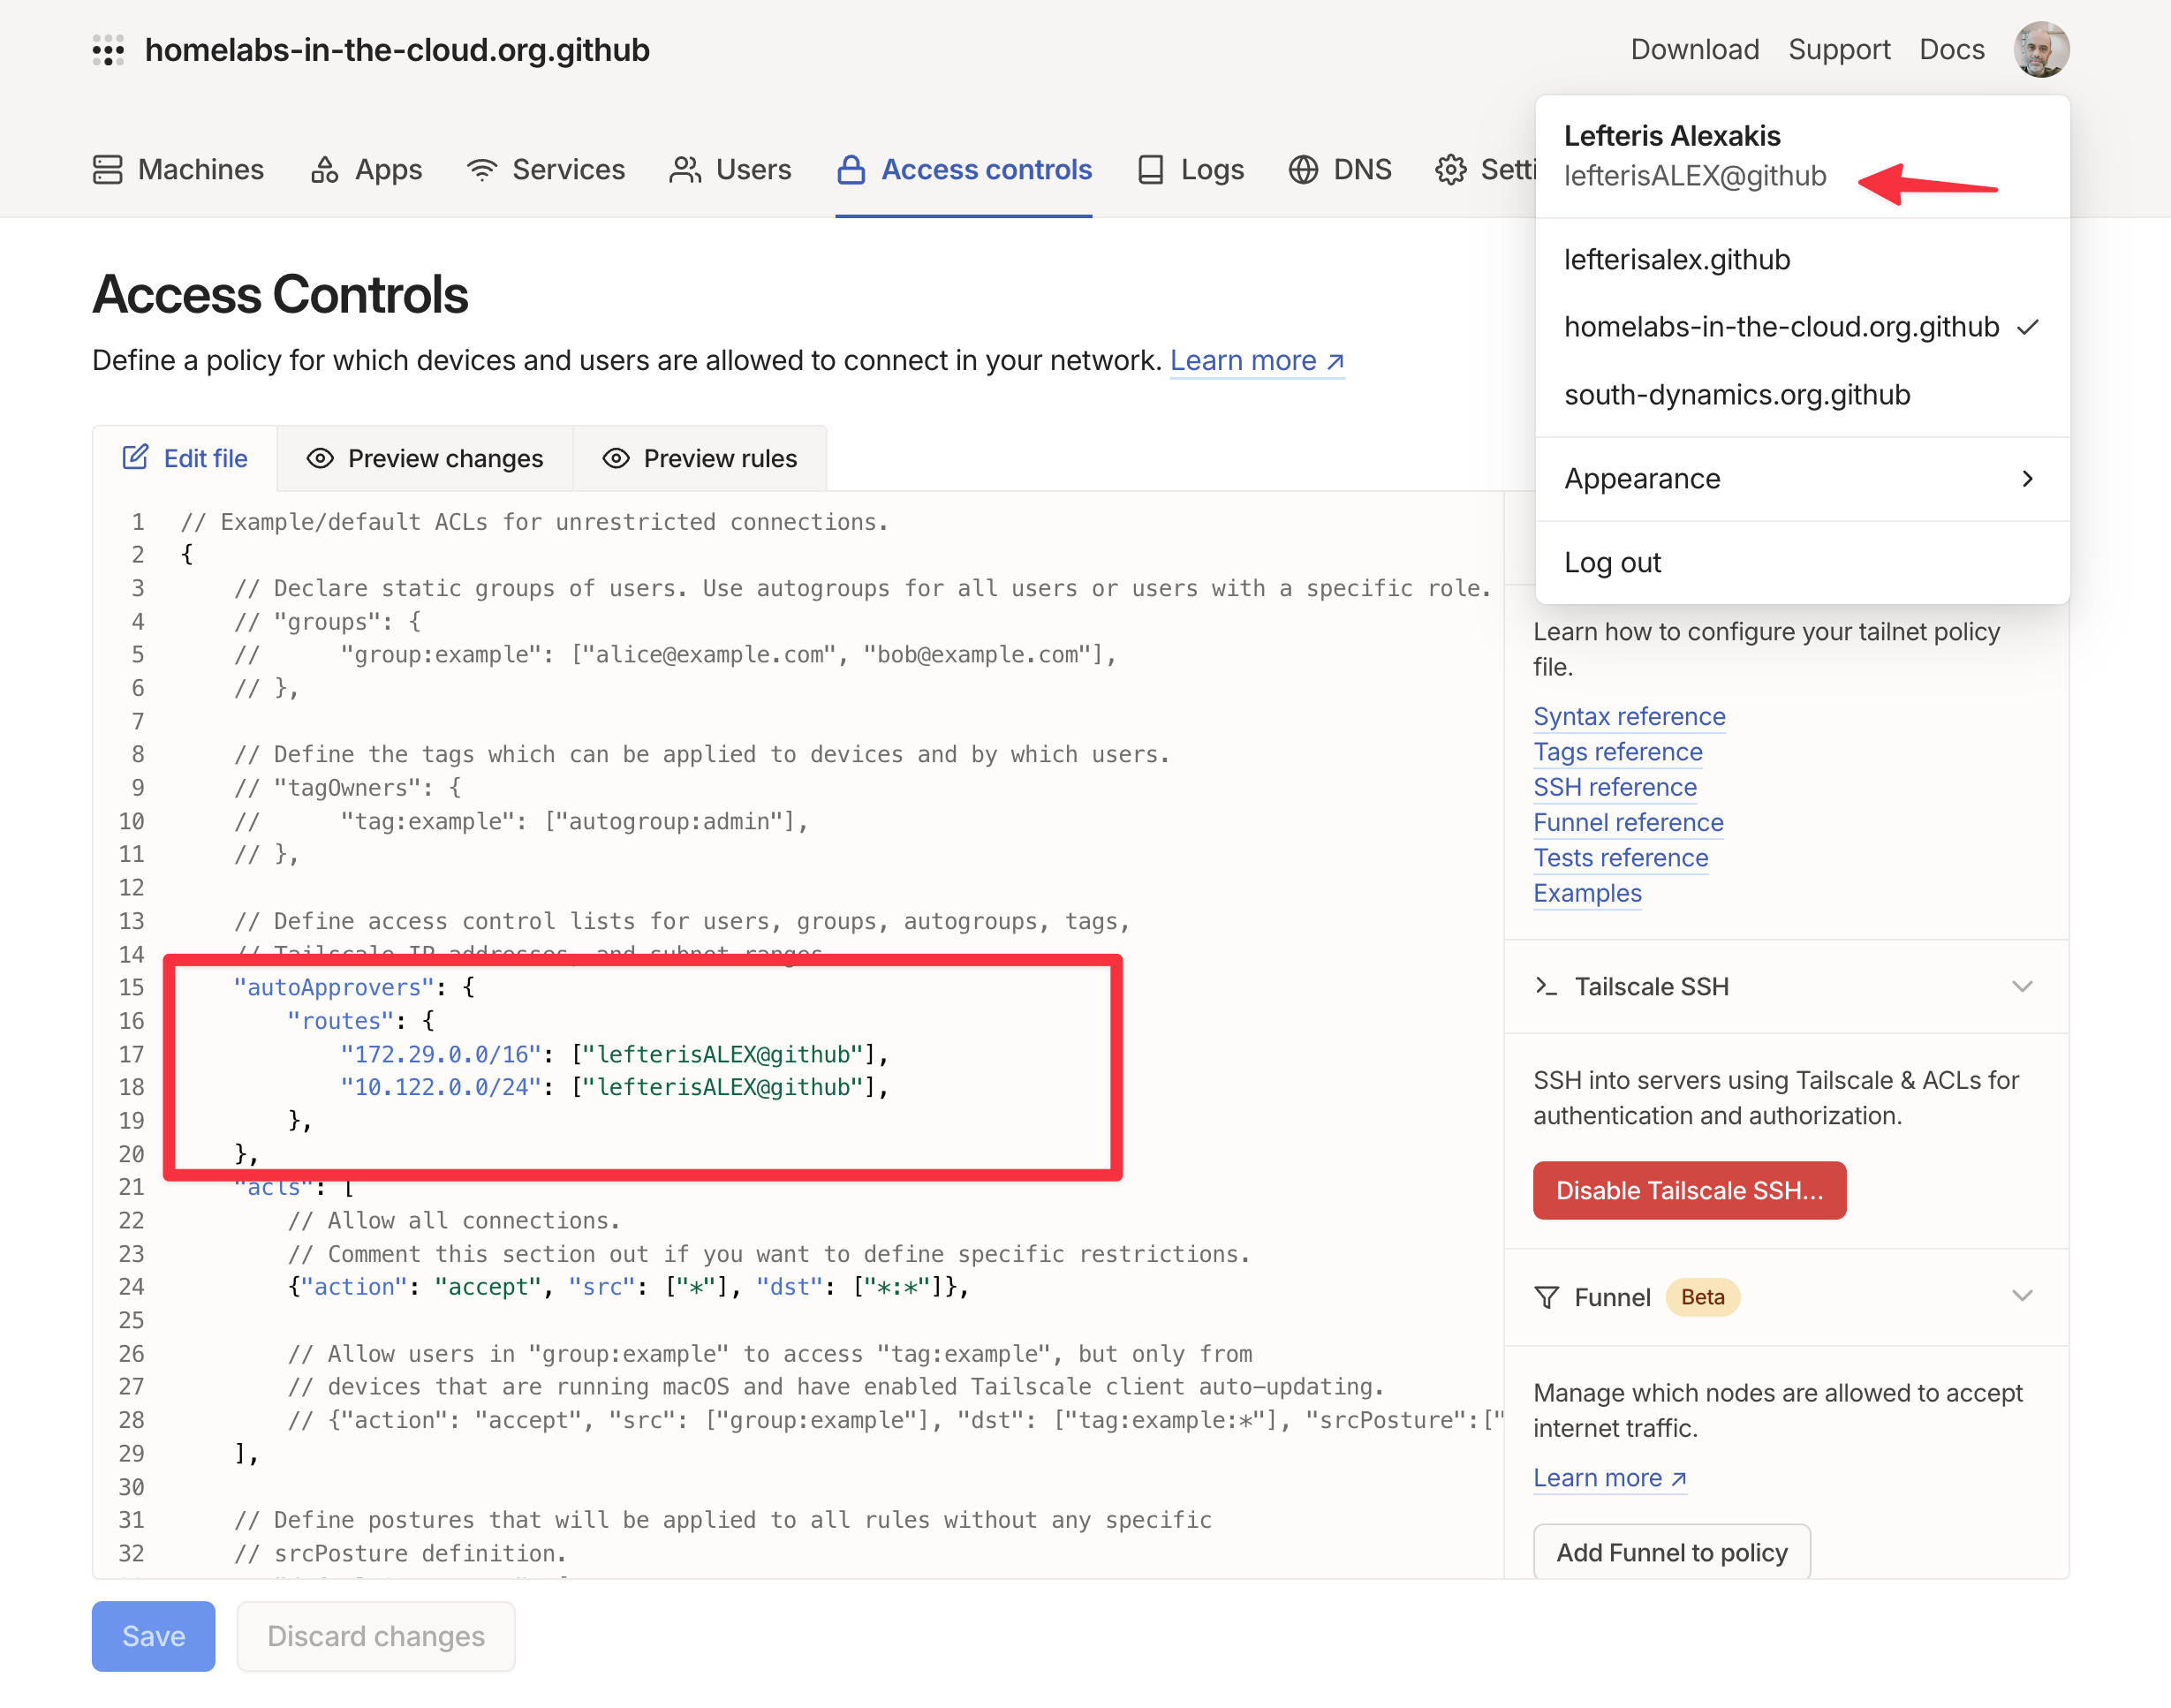 homelabs-in-the-cloud.org.github
Download Support Docs
Machines Apps Services Users Access controls Logs DNS
Lefteris Alexakis
lefterisALEX@github
lefterisalex.github
homelabs-in-the-cloud.org.github
south-dynamics.org.github
Appearance
Log out
Access Controls
Define a policy for which devices and users are allowed to connect in your network. Learn more ↗
Edit file Preview changes Preview rules
1 // Example/default ACLs for unrestricted connections.
2 {
3 // Declare static groups of users. Use autogroups for all users or users with a specific role.
4 // "groups": {
5 // "group:example": ["alice@example.com", "bob@example.com"],
6 // },
7
8 // Define the tags which can be applied to devices and by which users.
9 // "tagOwners": {
10 // "tag:example": ["autogroup:admin"],
11 // },
12
13 // Define access control lists for users, groups, autogroups, tags,
14 // Tailscale IP addresses, and subnet ranges
15 "autoApprovers": {
16 "routes": {
17 "172.29.0.0/16": ["lefterisALEX@github"],
18 "10.122.0.0/24": ["lefterisALEX@github"],
19 },
20 },
21 "acls": [
22 // Allow all connections.
23 // Comment this section out if you want to define specific restrictions.
24 {"action": "accept", "src": ["*"], "dst": ["*:*"]},
25
26 // Allow users in "group:example" to access "tag:example", but only from
27 // devices that are running macOS and have enabled Tailscale client auto-updating.
28 // {"action": "accept", "src": ["group:example"], "dst": ["tag:example:*"], "srcPosture":["
29 ],
30
31 // Define postures that will be applied to all rules without any specific
32 // srcPosture definition.
Learn how to configure your tailnet policy
file.
Syntax reference
Tags reference
SSH reference
Funnel reference
Tests reference
Examples
Tailscale SSH
SSH into servers using Tailscale & ACLs for
authentication and authorization.
Disable Tailscale SSH...
Funnel Beta
Manage which nodes are allowed to accept
internet traffic.
Learn more ↗
Add Funnel to policy
Save Discard changes